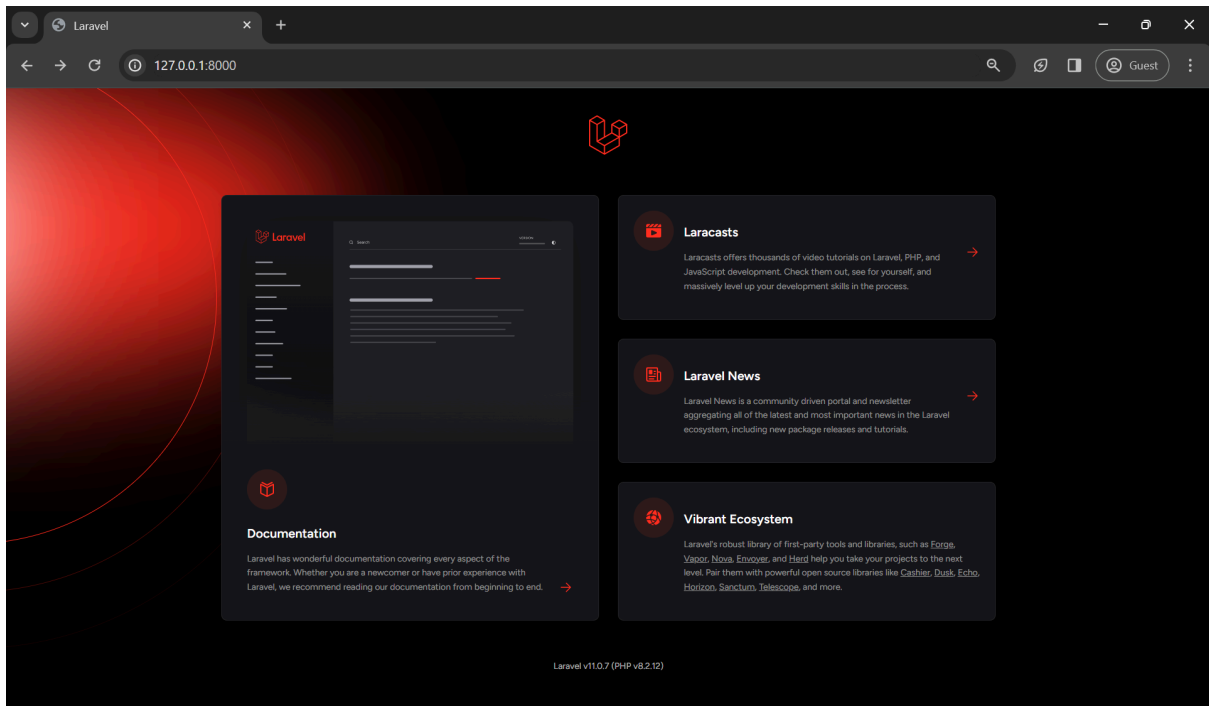 Laravel
127.0.0.1:8000
Guest
Laravel
Search
VERSION
Documentation
Laravel has wonderful documentation covering every aspect of the
framework. Whether you are a newcomer or have prior experience with
Laravel, we recommend reading our documentation from beginning to end.
Laracasts
Laracasts offers thousands of video tutorials on Laravel, PHP, and
JavaScript development. Check them out, see for yourself, and
massively level up your development skills in the process.
Laravel News
Laravel News is a community driven portal and newsletter
aggregating all of the latest and most important news in the Laravel
ecosystem, including new package releases and tutorials.
Vibrant Ecosystem
Laravel's robust library of first-party tools and libraries, such as Forge,
Vapor, Nova, Envoyer, and Herd help you take your projects to the next
level. Pair them with powerful open source libraries like Cashier, Dusk, Echo,
Horizon, Sanctum, Telescope, and more.
Laravel v11.0.7 (PHP v8.2.12)